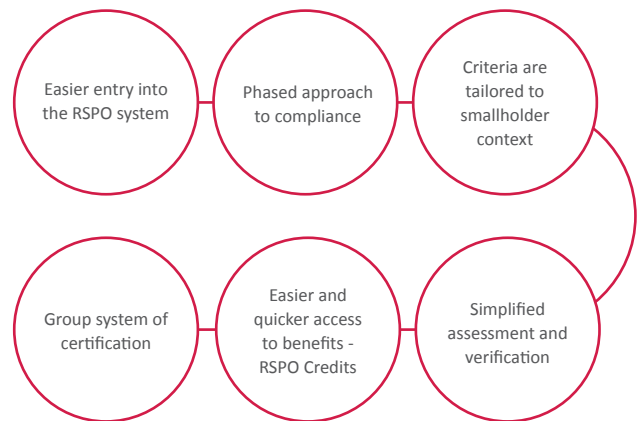 Easier entry into
the RSPO system
Phased approach
to compliance
Criteria are
tailored to
smallholder
context
Simplified
assessment and
verification
Easier and
quicker access
to benefits -
RSPO Credits
Group system of
certification